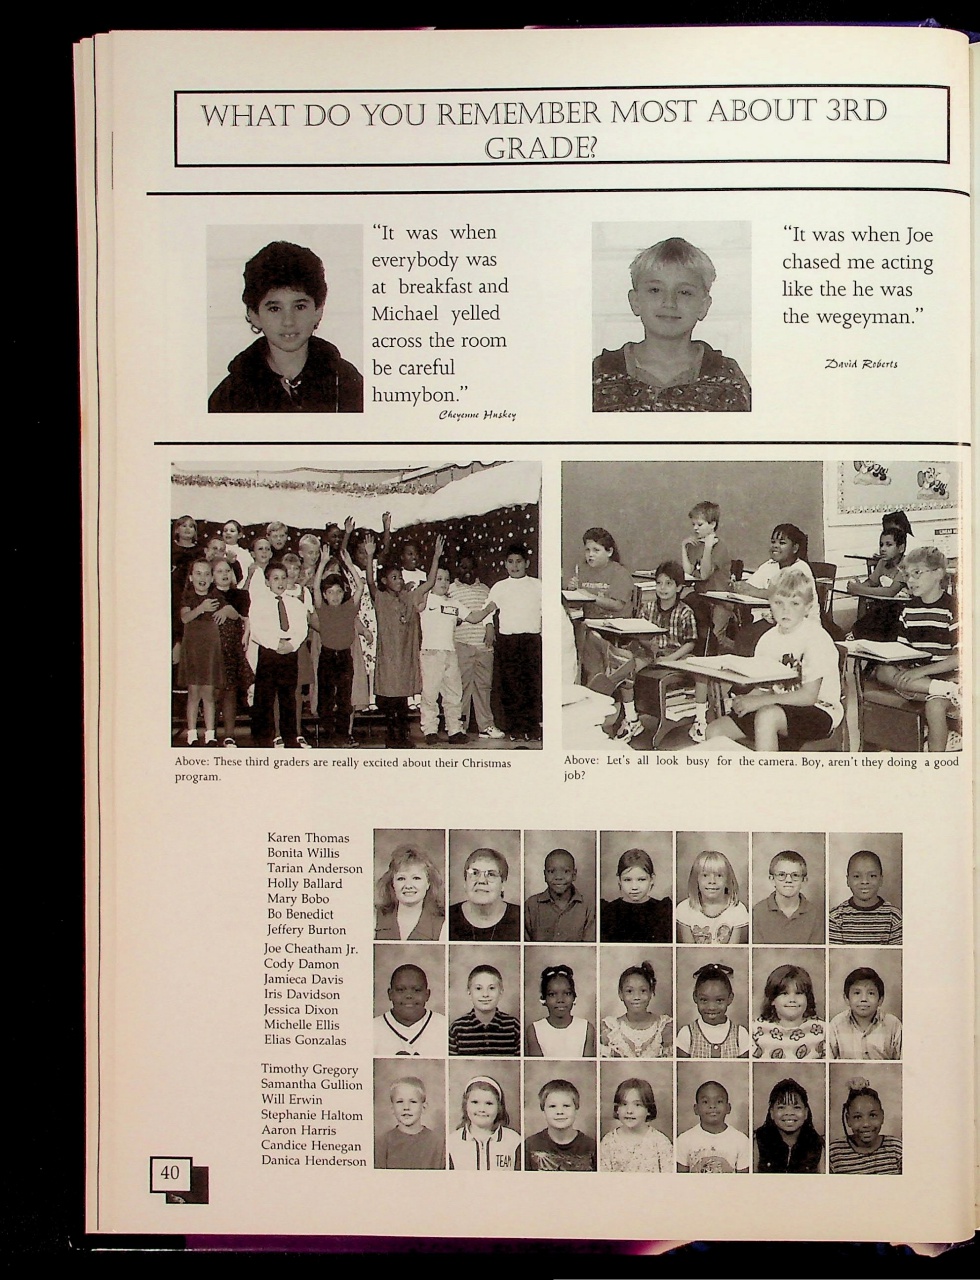 WHAT DO YOU REMEMBER MOST ABOUT 3RD
GRADE?
"It was when
everybody was
at breakfast and
Michael yelled
across the room
be careful
humybon."
Cheyenne Huskey
"It was when Joe
chased me acting
like the he was
the wegeyman."
David Roberts
Above: These third graders are really excited about their Christmas
program.
Above: Let's all look busy for the camera. Boy, aren't they doing a good
job?
Karen Thomas
Bonita Willis
Tarian Anderson
Holly Ballard
Mary Bobo
Bo Benedict
Jeffery Burton
Joe Cheatham Jr.
Cody Damon
Jamieca Davis
Iris Davidson
Jessica Dixon
Michelle Ellis
Elias Gonzalas
Timothy Gregory
Samantha Gullion
Will Erwin
Stephanie Haltom
Aaron Harris
Candice Henegan
Danica Henderson
TEAM
40